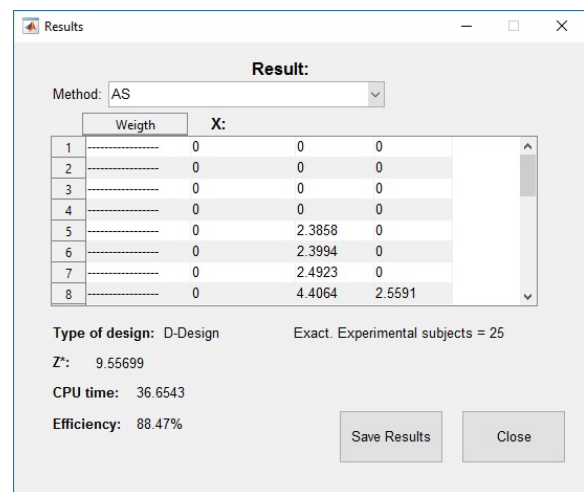 Results
Result:
Method: AS
Weigth X:
1 ----------------- 0 0 0
2 ----------------- 0 0 0
3 ----------------- 0 0 0
4 ----------------- 0 0 0
5 ----------------- 0 2.3858 0
6 ----------------- 0 2.3994 0
7 ----------------- 0 2.4923 0
8 ----------------- 0 4.4064 2.5591
Type of design: D-Design Exact. Experimental subjects = 25
Z*: 9.55699
CPU time: 36.6543
Efficiency: 88.47%
Save Results Close